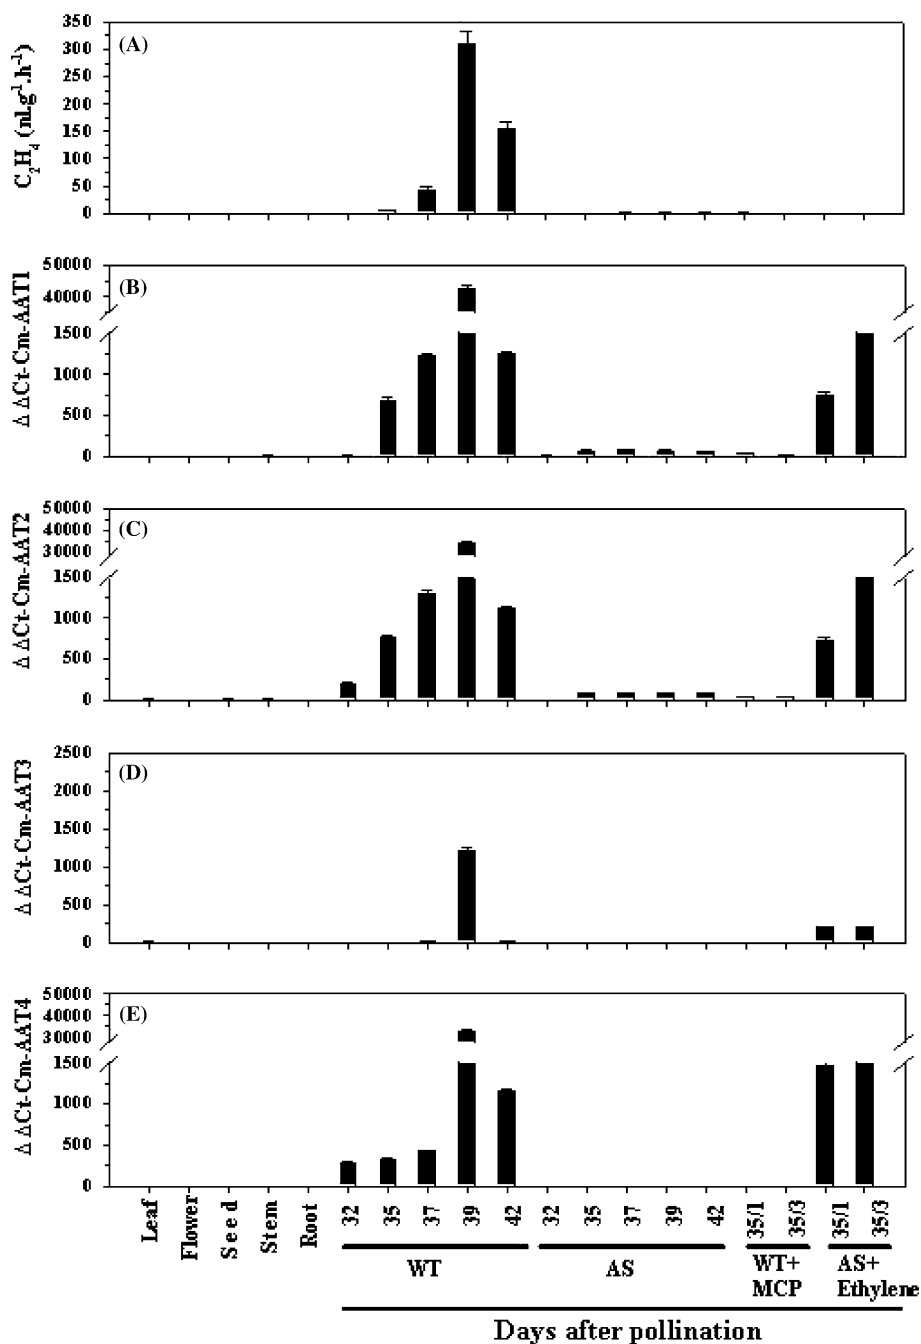 C2H4 (nl.g-1.h-1)
(A)
350
300
250
200
150
100
50
0
ΔΔCt-Cm-AAT1
(B)
50000
40000
1500
1000
500
0
ΔΔCt-Cm-AAT2
(C)
50000
40000
30000
1500
1000
500
0
ΔΔCt-Cm-AAT3
(D)
2500
2000
1500
1000
500
0
ΔΔCt-Cm-AAT4
(E)
50000
40000
30000
1500
1000
500
0
Leaf
Flower
Seed
Stem
Root
32
35
37
39
42
32
35
37
39
42
35/1
35/3
35/1
35/3
WT
AS
WT+
MCP
AS+
Ethylene
Days after pollination